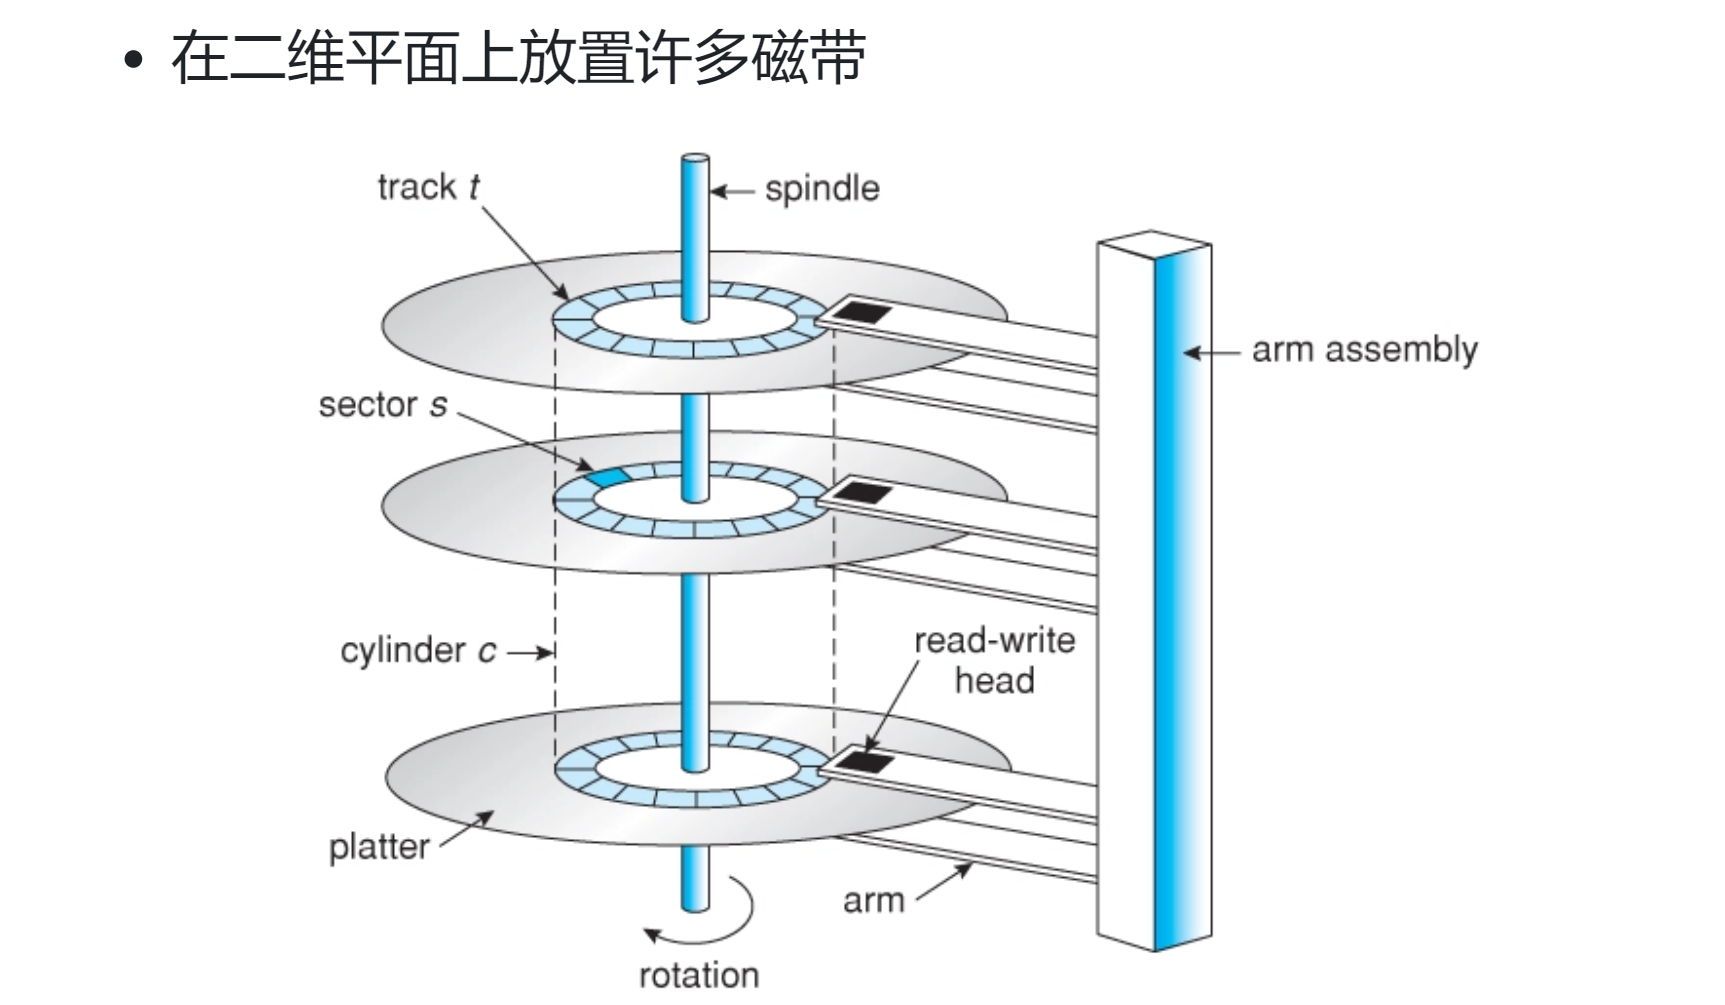 • 在二维平面上放置许多磁带
track t
spindle
arm assembly
sector s
cylinder c
read-write
head
platter
arm
rotation